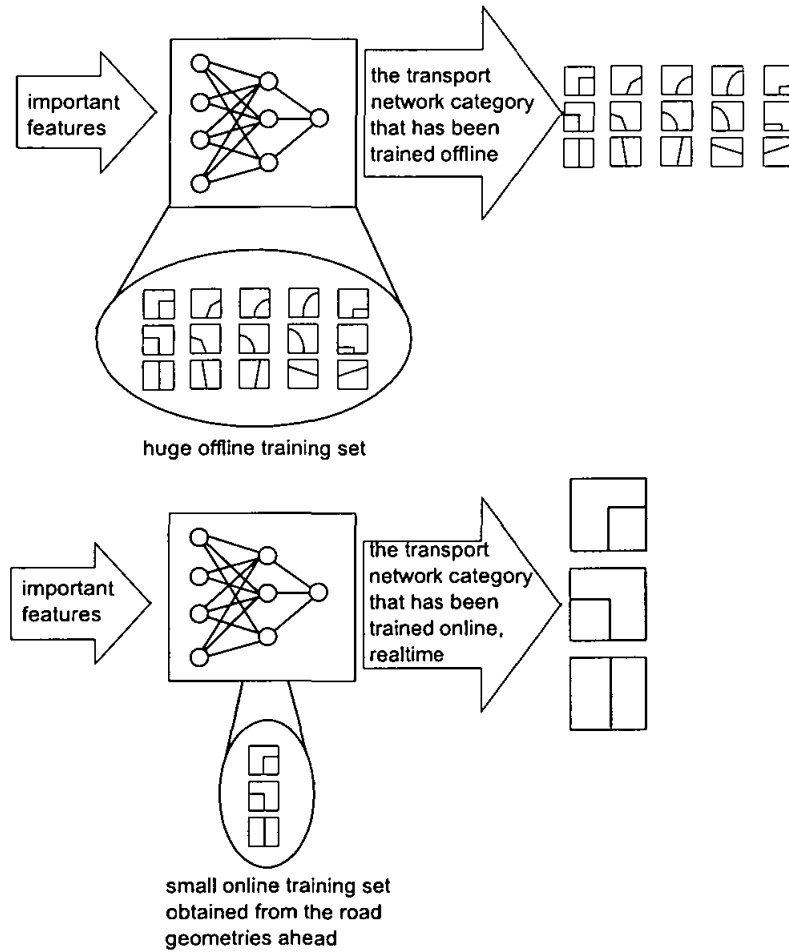 important
features
the transport
network category
that has been
trained offline
huge offline training set
important
features
the transport
network category
that has been
trained online,
realtime
small online training set
obtained from the road
geometries ahead